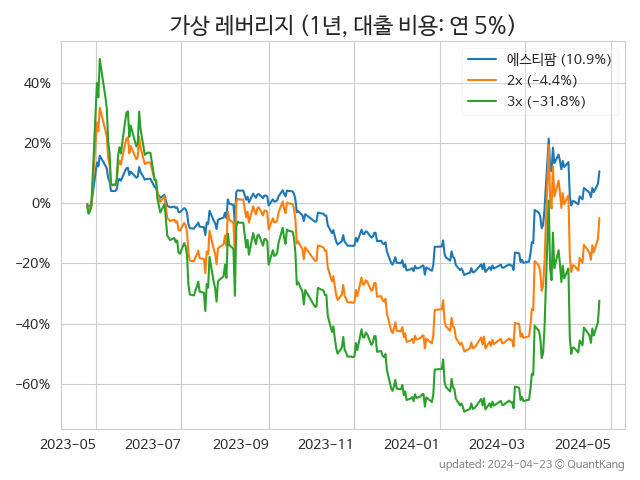 가상 레버리지 (1년, 대출 비용: 연 5%)
에스티팜 (10.9%)
2x (-4.4%)
3x (-31.8%)
40%
20%
0%
-20%
-40%
-60%
2023-05 2023-07 2023-09 2023-11 2024-01 2024-03 2024-05
updated: 2024-04-23 © QuantKang